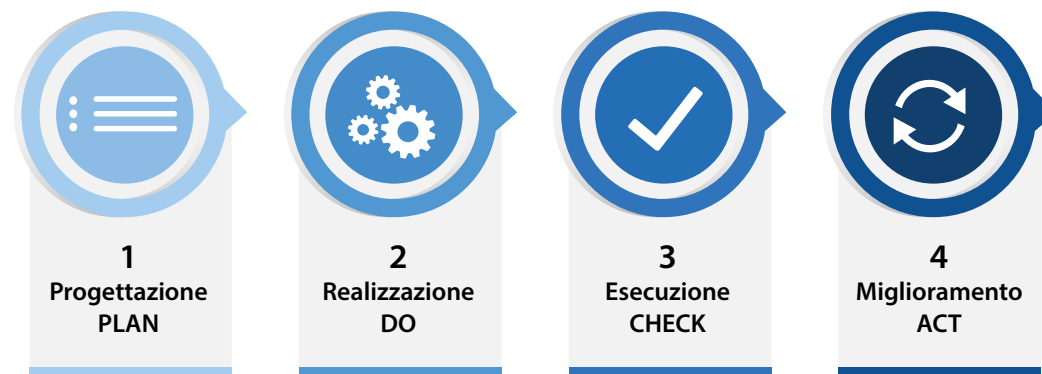 1
Progettazione
PLAN
2
Realizzazione
DO
3
Esecuzione
CHECK
4
Miglioramento
ACT